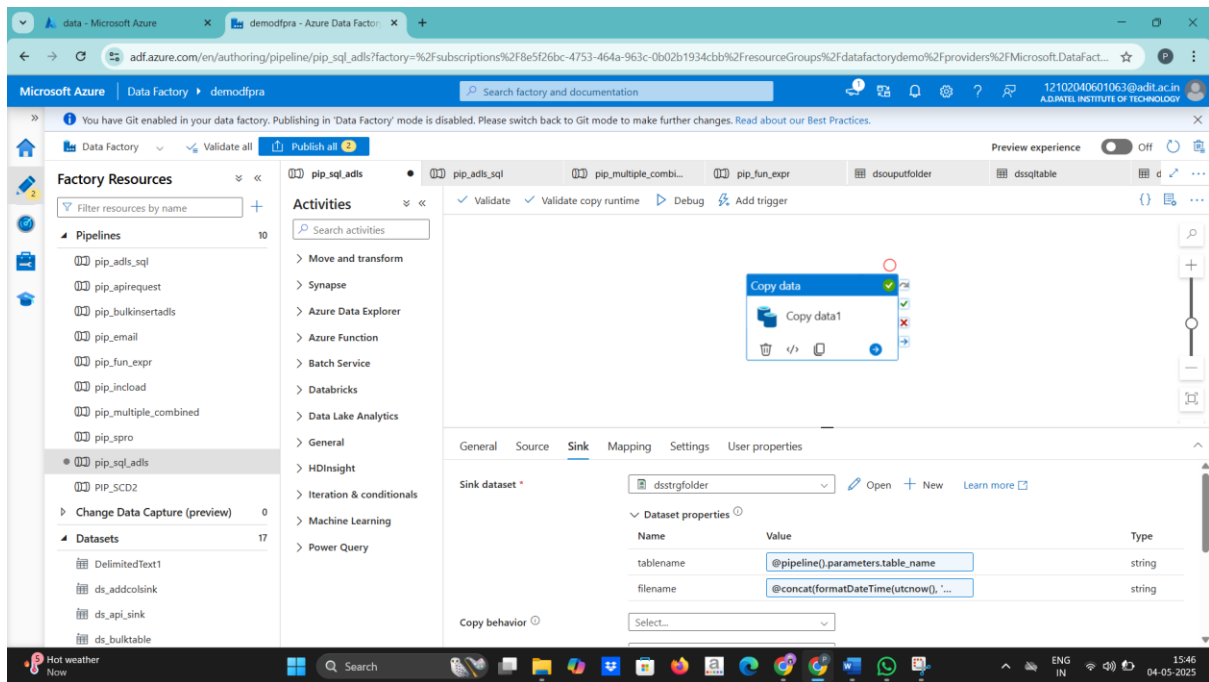 data - Microsoft Azure
demodfpra - Azure Data Factor
adf.azure.com/en/authoring/pipeline/pip_sql_adls?factory=%2Fsubscriptions%2F8e5f26bc-4753-464a-963c-0b02b1934cbb%2FresourceGroups%2Fdatafactorydemo%2Fproviders%2FMicrosoft.DataFact...
P
Microsoft Azure
Data Factory
demodfpra
Search factory and documentation
1
12102040601063@adit.ac.in
A.D.PATEL INSTITUTE OF TECHNOLOGY
You have Git enabled in your data factory. Publishing in 'Data Factory' mode is disabled. Please switch back to Git mode to make further changes. Read about our Best Practices.
Data Factory
Validate all
Publish all 2
Preview experience
Off
2
Factory Resources
Filter resources by name
Pipelines 10
pip_adls_sql
pip_apirequest
pip_bulkinsertadls
pip_email
pip_fun_expr
pip_incload
pip_multiple_combined
pip_spro
pip_sql_adls
PIP_SCD2
Change Data Capture (preview) 0
Datasets 17
DelimitedText1
ds_addcolsink
ds_api_sink
ds_bulktable
pip_sql_adls
pip_adls_sql
pip_multiple_combi...
pip_fun_expr
dsouputfolder
dssqltable
d
Activities
Search activities
Move and transform
Synapse
Azure Data Explorer
Azure Function
Batch Service
Databricks
Data Lake Analytics
General
HDInsight
Iteration & conditionals
Machine Learning
Power Query
Validate
Validate copy runtime
Debug
Add trigger
Copy data
Copy data1
General
Source
Sink
Mapping
Settings
User properties
Sink dataset *
dsstrgfolder
Open
New
Learn more
Dataset properties
Name Value Type
tablename @pipeline().parameters.table_name string
filename @concat(formatDateTime(utcnow(), '... string
Copy behavior
Select...
5
Hot weather
Now
Search
ENG
IN
15:46
04-05-2025